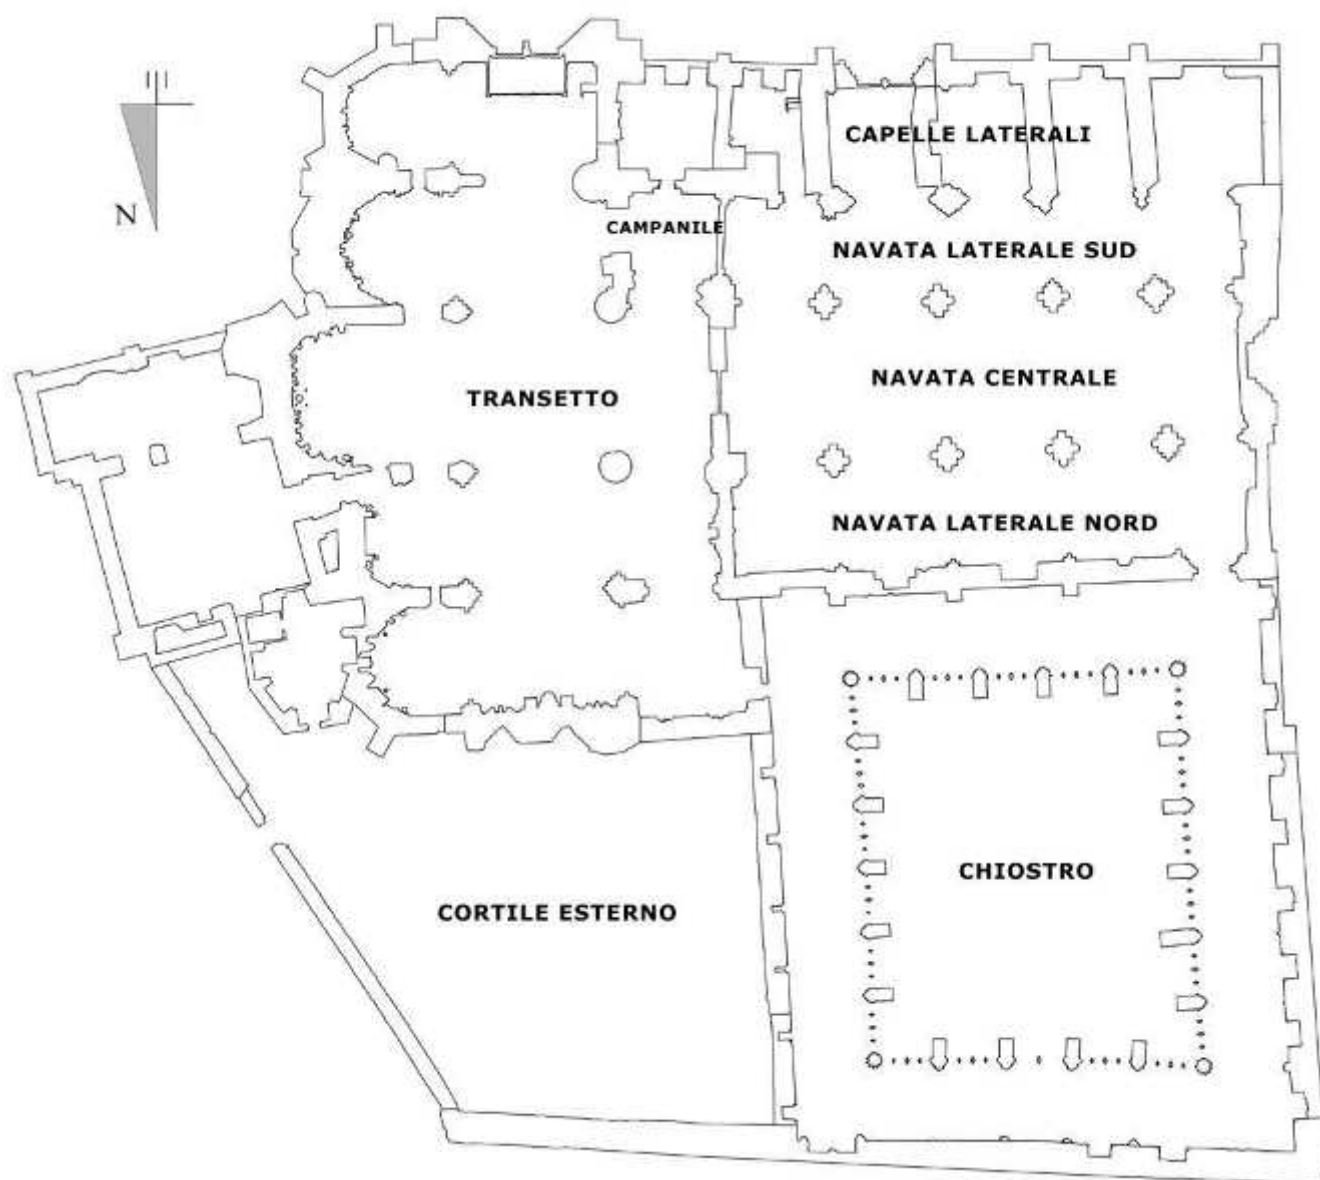 CAPELLE LATERALI
N
CAMPANILE
NAVATA LATERALE SUD
NAVATA CENTRALE
TRANSETTO
NAVATA LATERALE NORD
CHIOSTRO
CORTILE ESTERNO